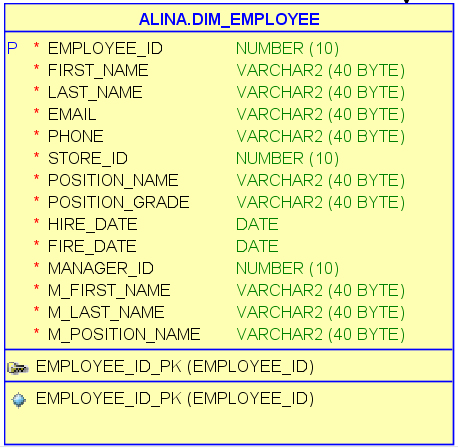 ALINA.DIM_EMPLOYEE
P * EMPLOYEE_ID NUMBER (10)
* FIRST_NAME VARCHAR2 (40 BYTE)
* LAST_NAME VARCHAR2 (40 BYTE)
* EMAIL VARCHAR2 (40 BYTE)
* PHONE VARCHAR2 (40 BYTE)
* STORE_ID NUMBER (10)
* POSITION_NAME VARCHAR2 (40 BYTE)
* POSITION_GRADE VARCHAR2 (40 BYTE)
* HIRE_DATE DATE
* FIRE_DATE DATE
* MANAGER_ID NUMBER (10)
* M_FIRST_NAME VARCHAR2 (40 BYTE)
* M_LAST_NAME VARCHAR2 (40 BYTE)
* M_POSITION_NAME VARCHAR2 (40 BYTE)
EMPLOYEE_ID_PK (EMPLOYEE_ID)
EMPLOYEE_ID_PK (EMPLOYEE_ID)